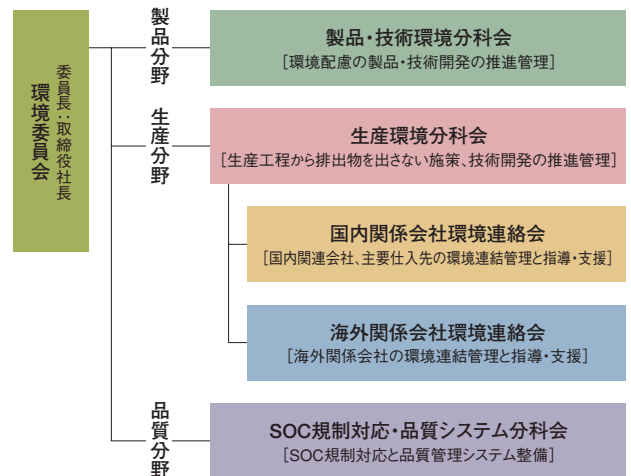 環境委員会
委員長：取締役社長
製品分野
製品・技術環境分科会
［環境配慮の製品・技術開発の推進管理］
生産分野
生産環境分科会
［生産工程から排出物を出さない施策、技術開発の推進管理］
国内関係会社環境連絡会
［国内関連会社、主要仕入先の環境連結管理と指導・支援］
海外関係会社環境連絡会
［海外関係会社の環境連結管理と指導・支援］
品質分野
SOC規制対応・品質システム分科会
［SOC規制対応と品質管理システム整備］